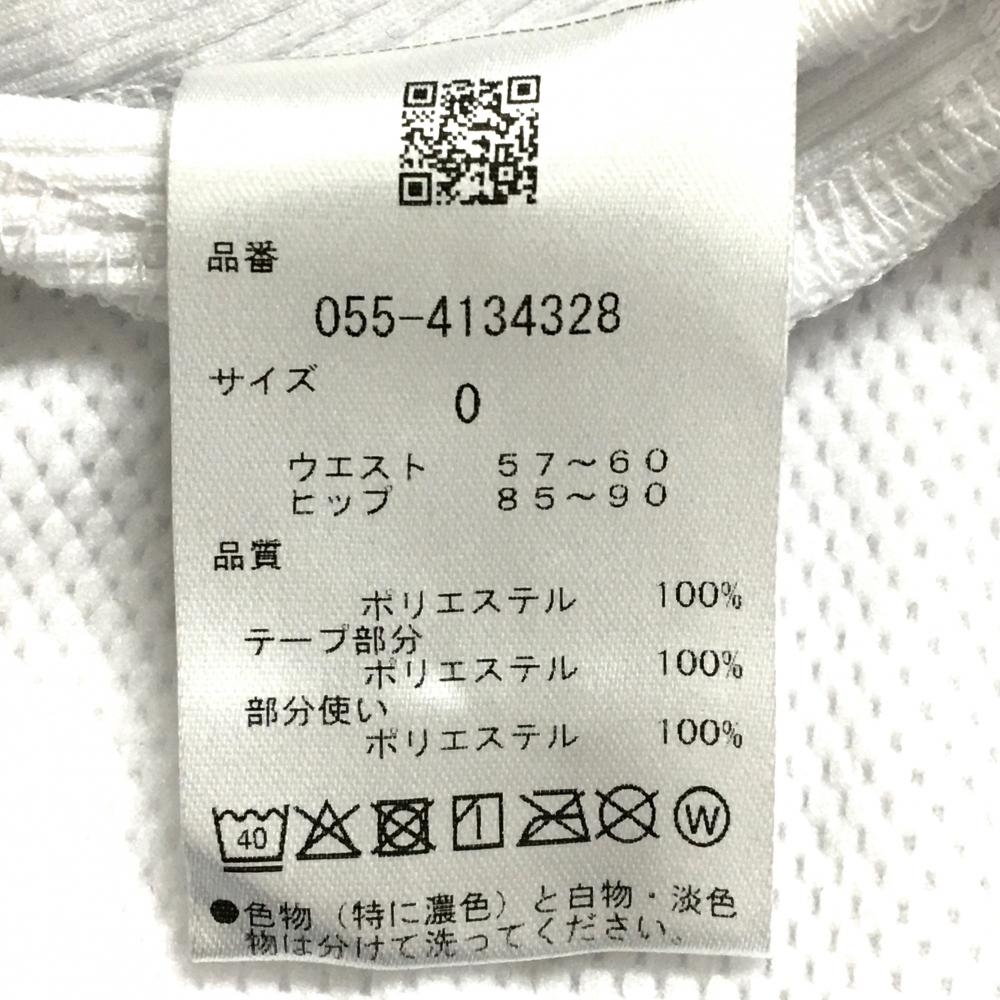 品番
055-4134328
サイズ
0
ウエスト 57～60
ヒップ 85～90
品質
ポリエステル 100%
テープ部分
ポリエステル 100%
部分使い
ポリエステル 100%
40 W
●色物（特に濃色）と白物・淡色
物は分けて洗ってください。